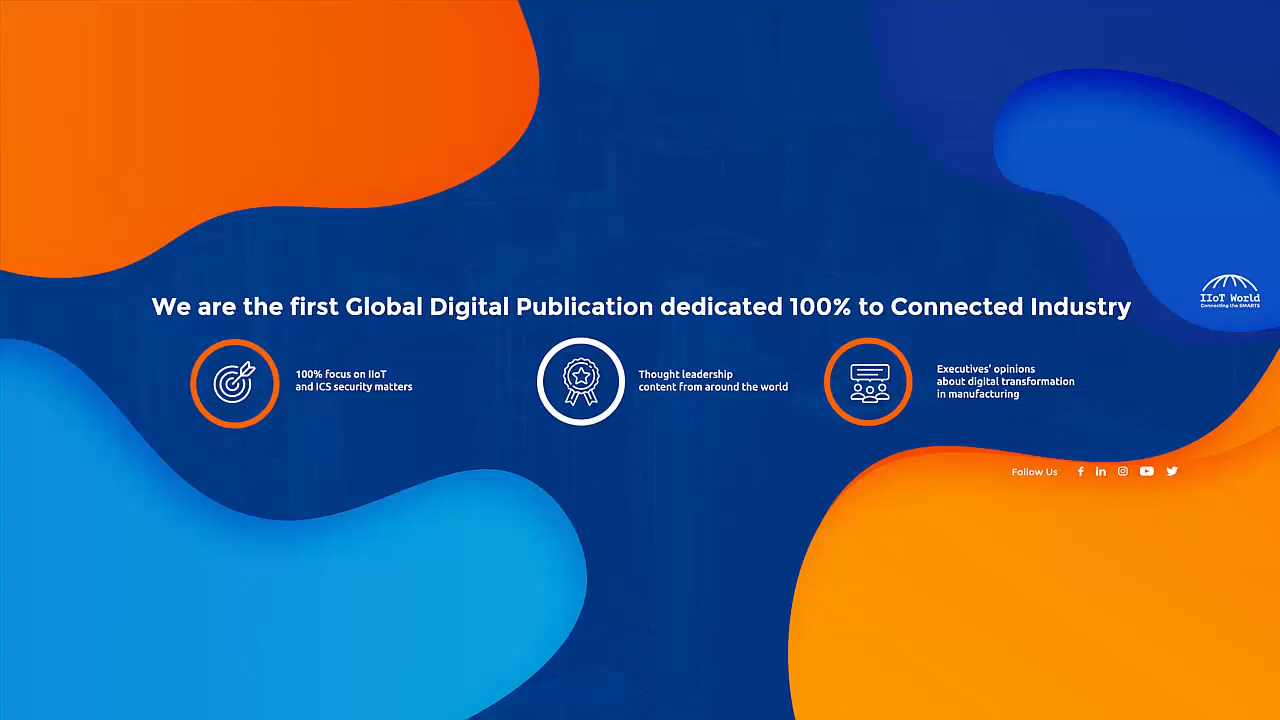 We are the first Global Digital Publication dedicated 100% to Connected Industry
IIoT World
Connecting the SMARTS
100% focus on IIoT
and ICS security matters
Thought leadership
content from around the world
Executives' opinions
about digital transformation
in manufacturing
Follow Us